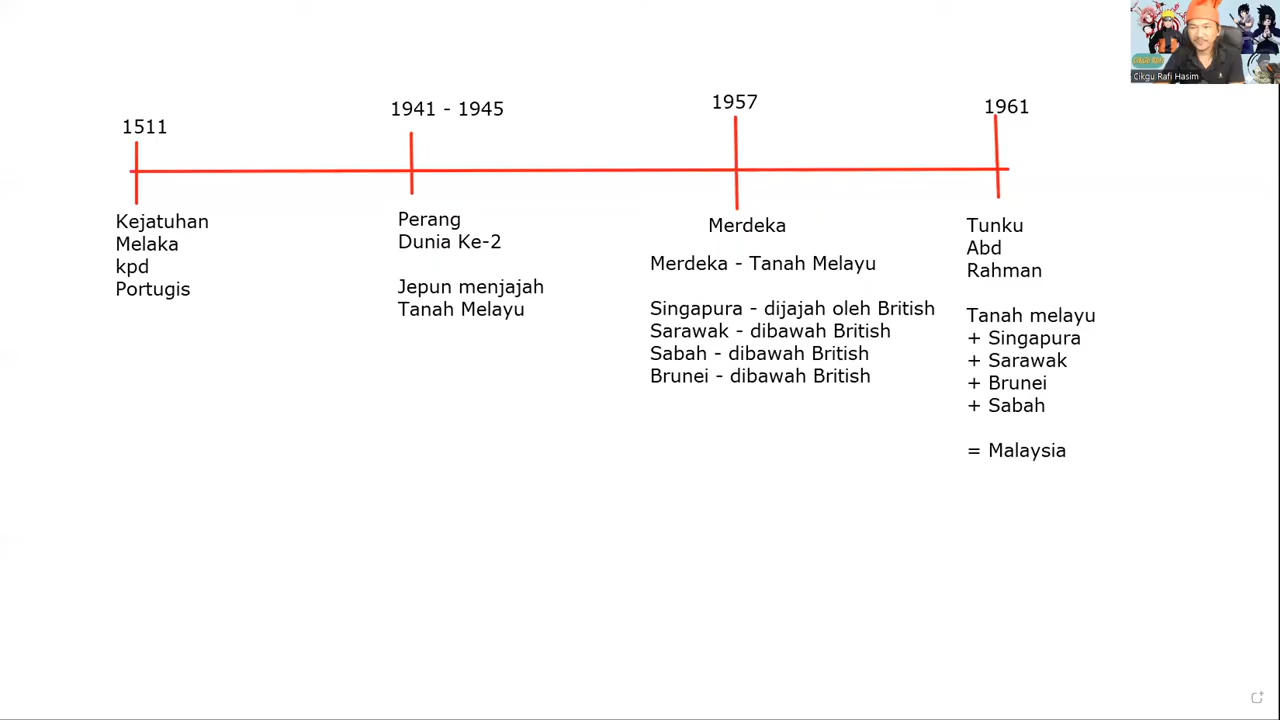 Cikgu Rafi Hasim
1511
Kejatuhan
Melaka
kpd
Portugis
1941 - 1945
Perang
Dunia Ke-2
Jepun menjajah
Tanah Melayu
1957
Merdeka
Merdeka - Tanah Melayu
Singapura - dijajah oleh British
Sarawak - dibawah British
Sabah - dibawah British
Brunei - dibawah British
1961
Tunku
Abd
Rahman
Tanah melayu
+ Singapura
+ Sarawak
+ Brunei
+ Sabah
= Malaysia